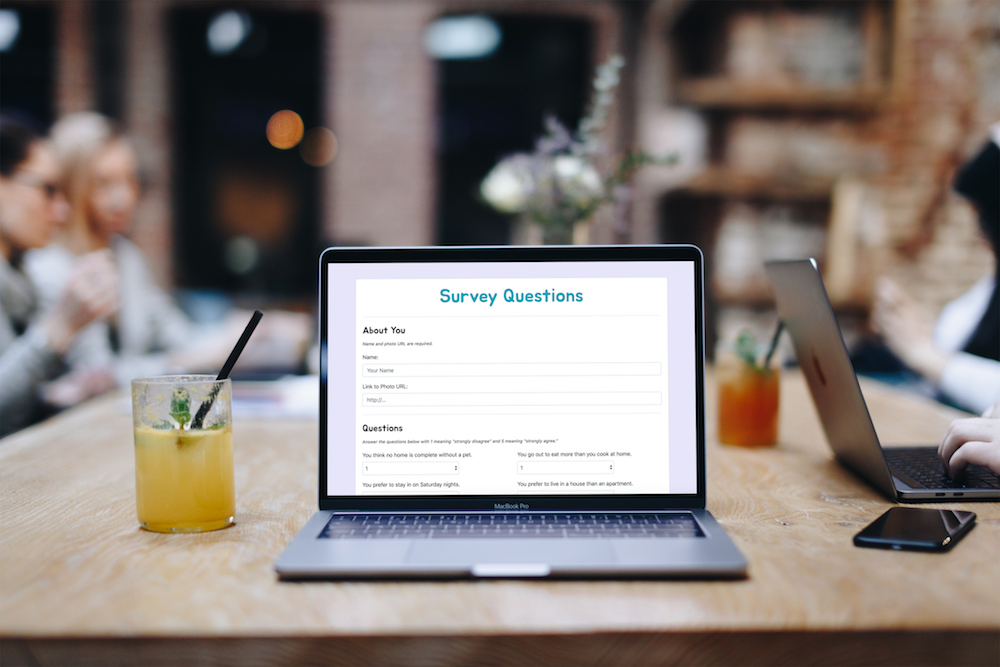 Survey Questions
About You
Name and photo URL are required.
Name:
Your Name
Link to Photo URL:
http://...
Questions
Answer the questions below with 1 meaning "strongly disagree" and 5 meaning "strongly agree."
You think no home is complete without a pet.
You go out to eat more than you cook at home.
1
1
You prefer to stay in on Saturday nights.
You prefer to live in a house than an apartment.
MacBook Pro